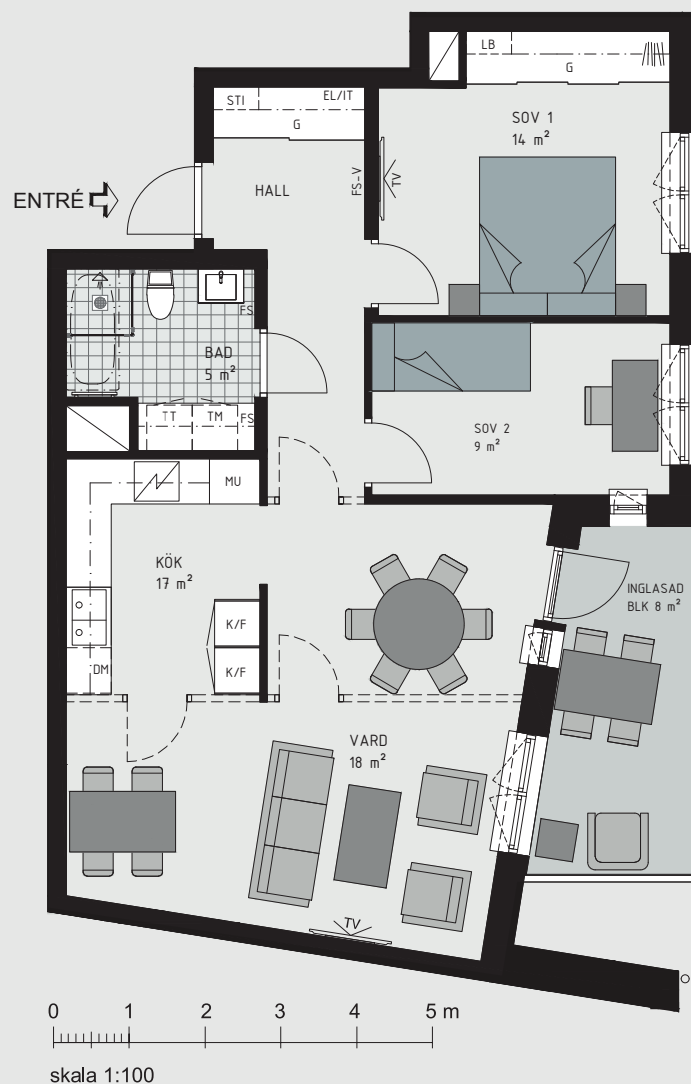 LB
G
STI
EL/IT
G
SOV 1
14 m²
FS-V
TV
HALL
ENTRÉ
FS
BAD
5 m²
TT
TM
FS
SOV 2
9 m²
MU
KÖK
17 m²
INGLASAD
BLK 8 m²
K/F
K/F
DM
VARD
18 m²
TV
0 1 2 3 4 5 m
skala 1:100